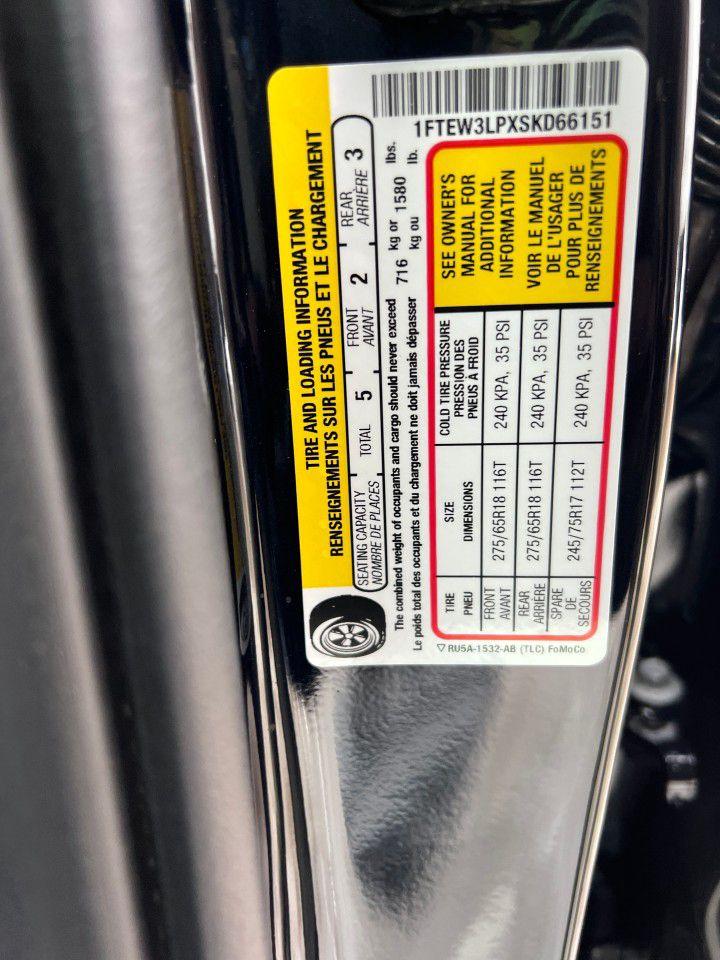 1FTEW3LPXSKD66151
TIRE AND LOADING INFORMATION
RENSEIGNEMENTS SUR LES PNEUS ET LE CHARGEMENT
SEATING CAPACITY TOTAL 5 FRONT 2 REAR 3
NOMBRE DE PLACES AVANT ARRIÈRE
The combined weight of occupants and cargo should never exceed 716 kg or 1580 lbs.
Le poids total des occupants et du chargement ne doit jamais dépasser kg ou lb.
TIRE SIZE COLD TIRE PRESSURE
PNEU DIMENSIONS PRESSION DES
PNEUS À FROID
FRONT 275/65R18 116T 240 KPA, 35 PSI
AVANT
REAR 275/65R18 116T 240 KPA, 35 PSI
ARRIÈRE
SPARE 245/75R17 112T 240 KPA, 35 PSI
DE
SECOURS
SEE OWNER'S
MANUAL FOR
ADDITIONAL
INFORMATION
VOIR LE MANUEL
DE L'USAGER
POUR PLUS DE
RENSEIGNEMENTS
RU5A-1532-AB (TLC) FoMoCo